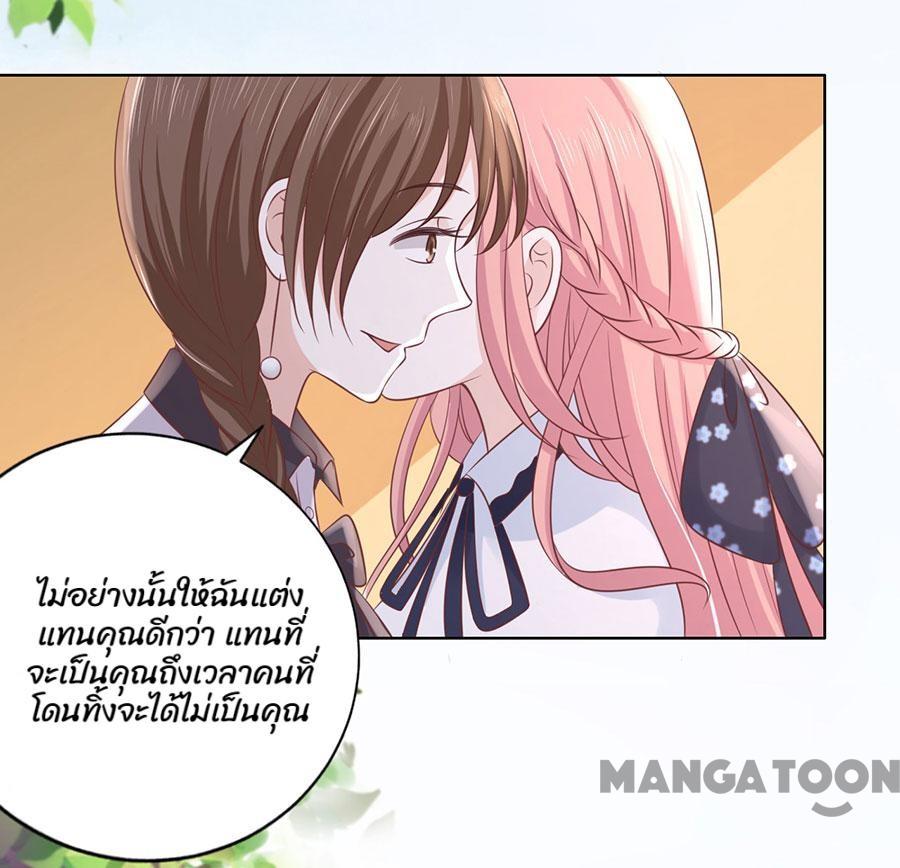 ไม่อย่างนั้นให้ฉันแต่ง
แทนคุณดีกว่า แทนที่
จะเป็นคุณถึงเวลาคนที่
โดนทิ้งจะได้ไม่เป็นคุณ
MANGATOON